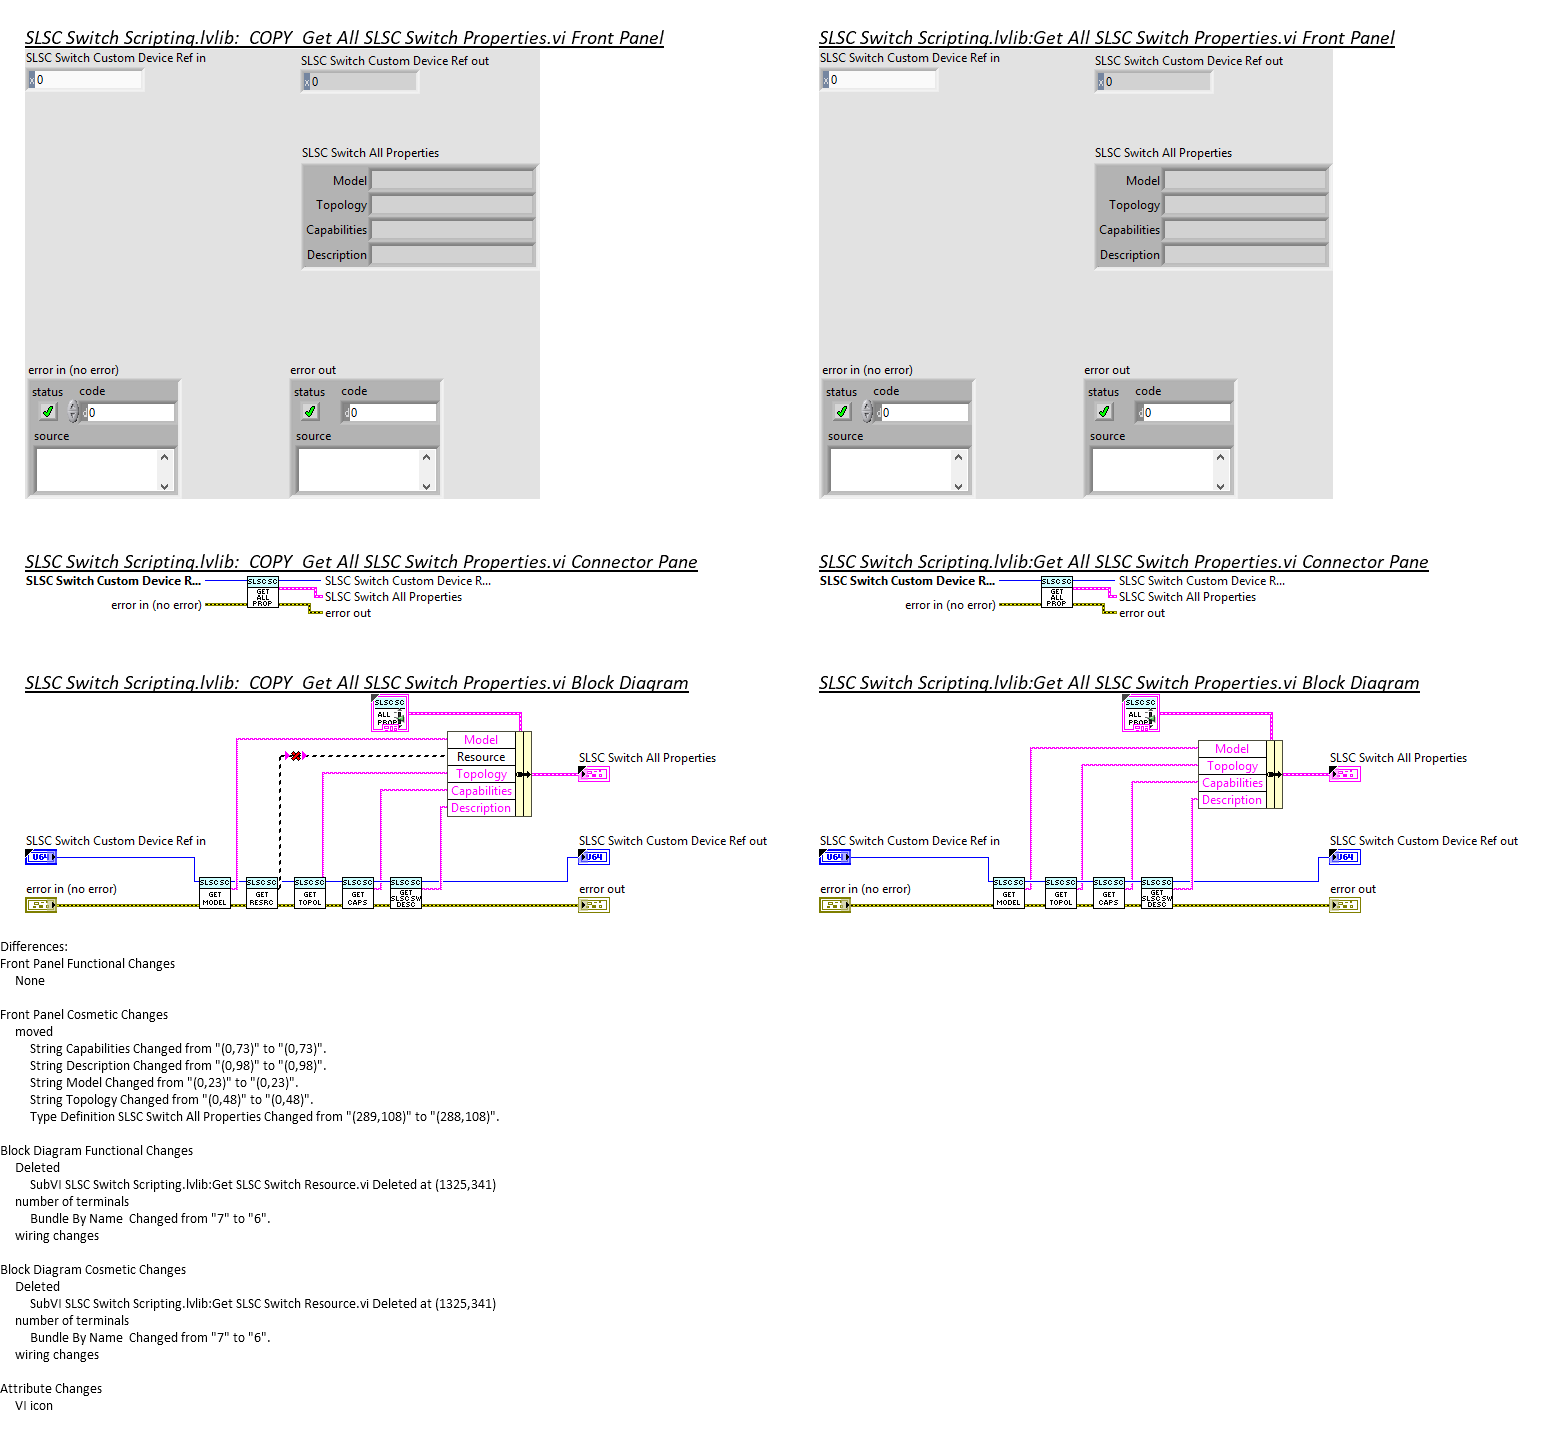 SLSC Switch Scripting.lvlib:  COPY  Get All SLSC Switch Properties.vi Front Panel
SLSC Switch Custom Device Ref in
SLSC Switch Custom Device Ref out
x 0
x 0
SLSC Switch All Properties
Model
Topology
Capabilities
Description
error in (no error)
error out
status code
status code
d 0
d 0
source
source
SLSC Switch Scripting.lvlib:Get All SLSC Switch Properties.vi Front Panel
SLSC Switch Custom Device Ref in
SLSC Switch Custom Device Ref out
x 0
x 0
SLSC Switch All Properties
Model
Topology
Capabilities
Description
error in (no error)
error out
status code
status code
d 0
d 0
source
source
SLSC Switch Scripting.lvlib:  COPY  Get All SLSC Switch Properties.vi Connector Pane
SLSC Switch Custom Device R...
SLSC SC
SLSC Switch Custom Device R...
GET
ALL
PROP
SLSC Switch All Properties
error in (no error)
error out
SLSC Switch Scripting.lvlib:Get All SLSC Switch Properties.vi Connector Pane
SLSC Switch Custom Device R...
SLSC SC
SLSC Switch Custom Device R...
GET
ALL
PROP
SLSC Switch All Properties
error in (no error)
error out
SLSC Switch Scripting.lvlib:  COPY  Get All SLSC Switch Properties.vi Block Diagram
SLSC SC
ALL
PROP
Model
Resource
Topology
Capabilities
Description
SLSC Switch All Properties
SLSC Switch Custom Device Ref in
SLSC Switch Custom Device Ref out
U64
U64
error in (no error)
error out
SLSC SC
GET
MODEL
SLSC SC
GET
RESRC
SLSC SC
GET
TOPOL
SLSC SC
GET
CAPS
SLSC SC
GET
SLSC SW
DESC
SLSC Switch Scripting.lvlib:Get All SLSC Switch Properties.vi Block Diagram
SLSC SC
ALL
PROP
Model
Topology
Capabilities
Description
SLSC Switch All Properties
SLSC Switch Custom Device Ref in
SLSC Switch Custom Device Ref out
U64
U64
error in (no error)
error out
SLSC SC
GET
MODEL
SLSC SC
GET
TOPOL
SLSC SC
GET
CAPS
SLSC SC
GET
SLSC SW
DESC
Differences:
Front Panel Functional Changes
None
Front Panel Cosmetic Changes
moved
String Capabilities Changed from "(0,73)" to "(0,73)".
String Description Changed from "(0,98)" to "(0,98)".
String Model Changed from "(0,23)" to "(0,23)".
String Topology Changed from "(0,48)" to "(0,48)".
Type Definition SLSC Switch All Properties Changed from "(289,108)" to "(288,108)".
Block Diagram Functional Changes
Deleted
SubVI SLSC Switch Scripting.lvlib:Get SLSC Switch Resource.vi Deleted at (1325,341)
number of terminals
Bundle By Name  Changed from "7" to "6".
wiring changes
Block Diagram Cosmetic Changes
Deleted
SubVI SLSC Switch Scripting.lvlib:Get SLSC Switch Resource.vi Deleted at (1325,341)
number of terminals
Bundle By Name  Changed from "7" to "6".
wiring changes
Attribute Changes
VI icon